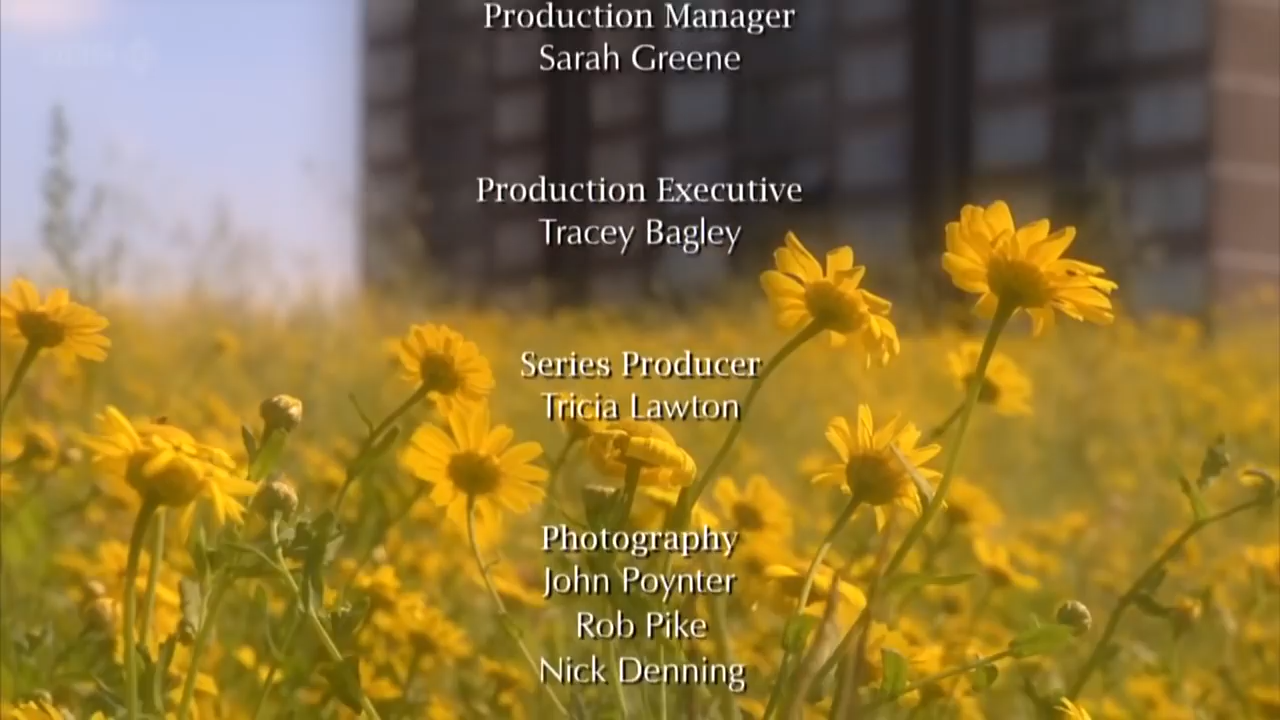 Production Manager
Sarah Greene
Production Executive
Tracey Bagley
Series Producer
Tricia Lawton
Photography
John Poynter
Rob Pike
Nick Denning